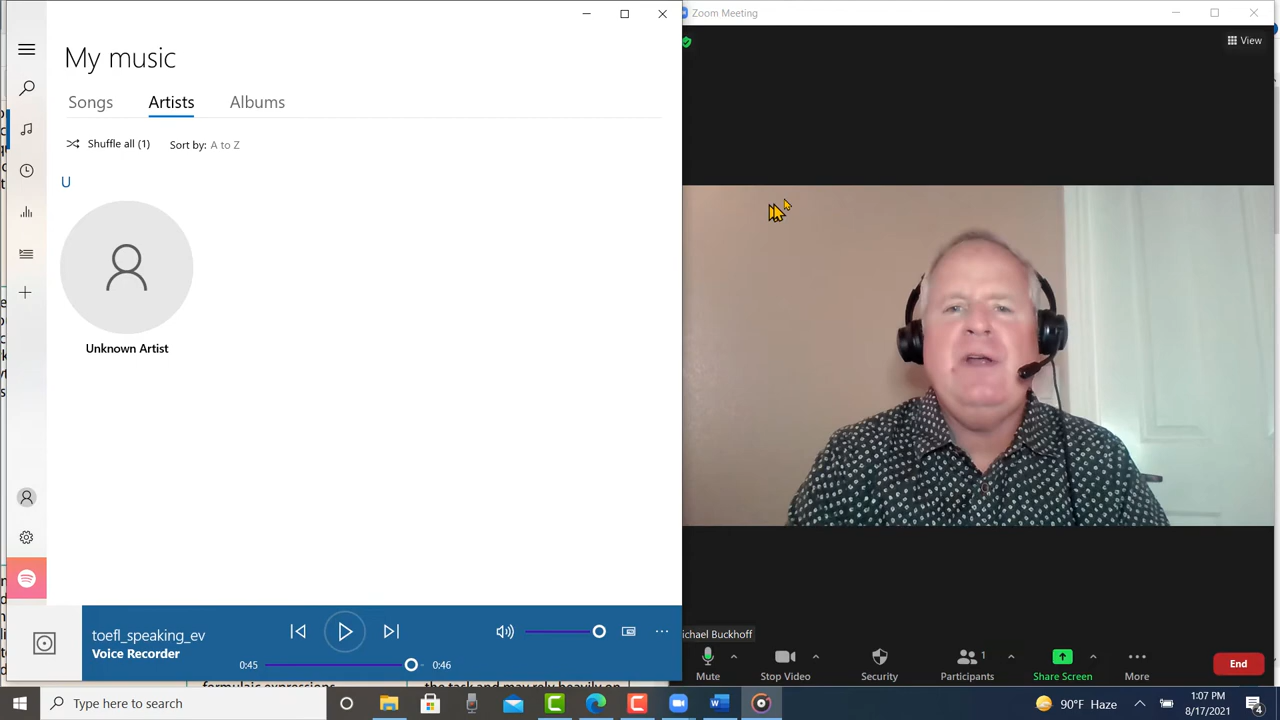 My music
Songs Artists Albums
Shuffle all (1) Sort by: A to Z
U
Unknown Artist
toefl_speaking_ev
Voice Recorder
0:45 0:46
Zoom Meeting
View
ichael Buckhoff
1
Mute Stop Video Security Participants Share Screen More End
formulaic expressions
the task and may rely heavily on
Type here to search
90°F Haze
1:07 PM
8/17/2021
4